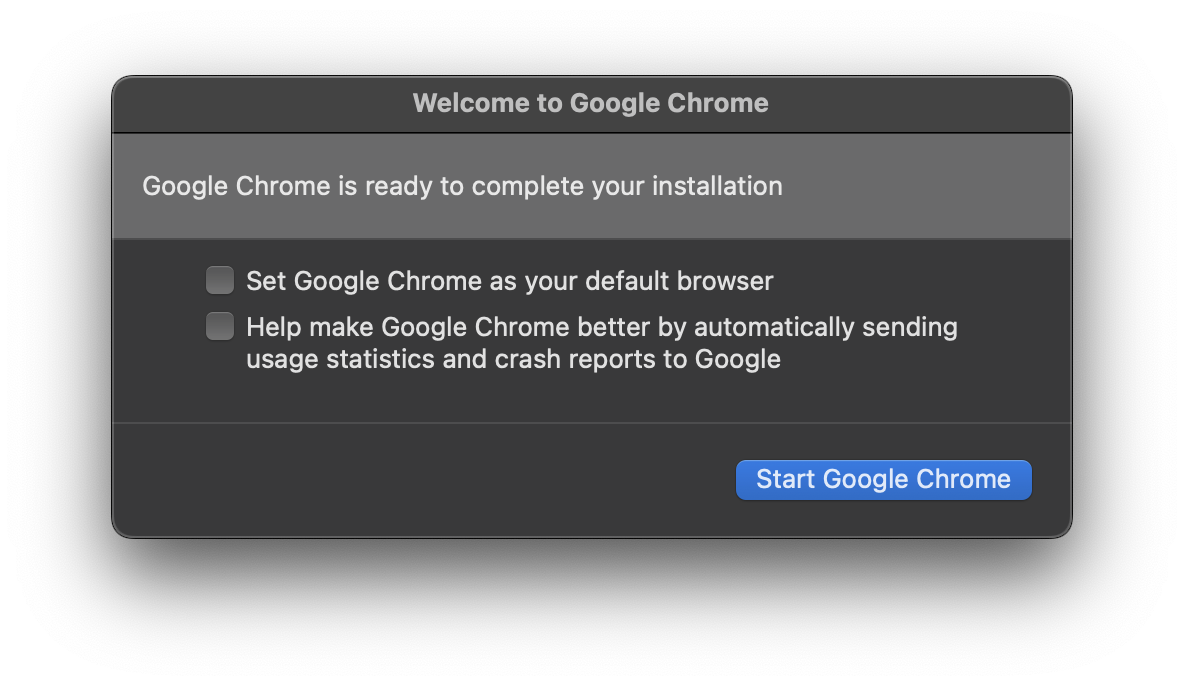 Welcome to Google Chrome
Google Chrome is ready to complete your installation
Set Google Chrome as your default browser
Help make Google Chrome better by automatically sending
usage statistics and crash reports to Google
Start Google Chrome